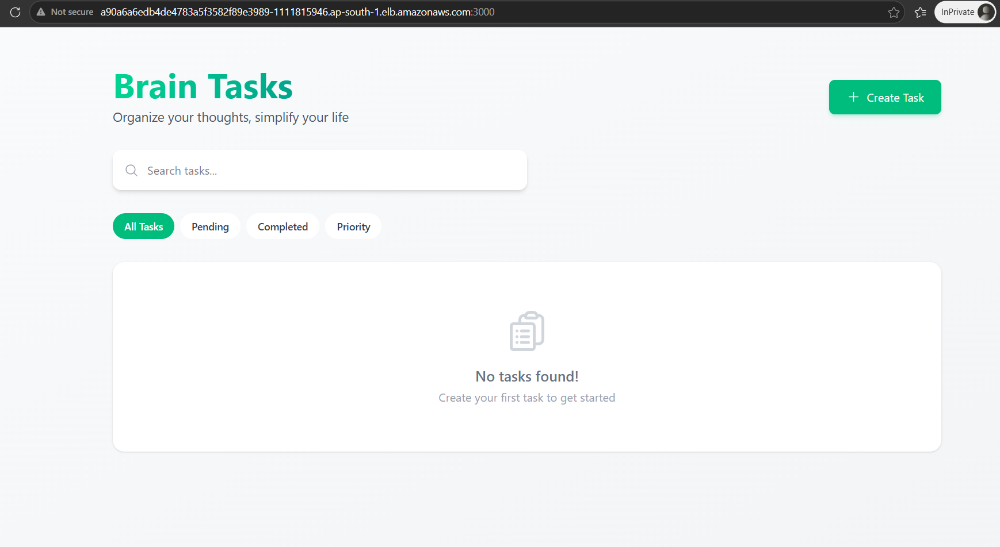 Not secure a90a6a6edb4de4783a5f3582f89e3989-1111815946.ap-south-1.elb.amazonaws.com:3000 InPrivate
Brain Tasks
Create Task
Organize your thoughts, simplify your life
Search tasks...
All Tasks Pending Completed Priority
No tasks found!
Create your first task to get started